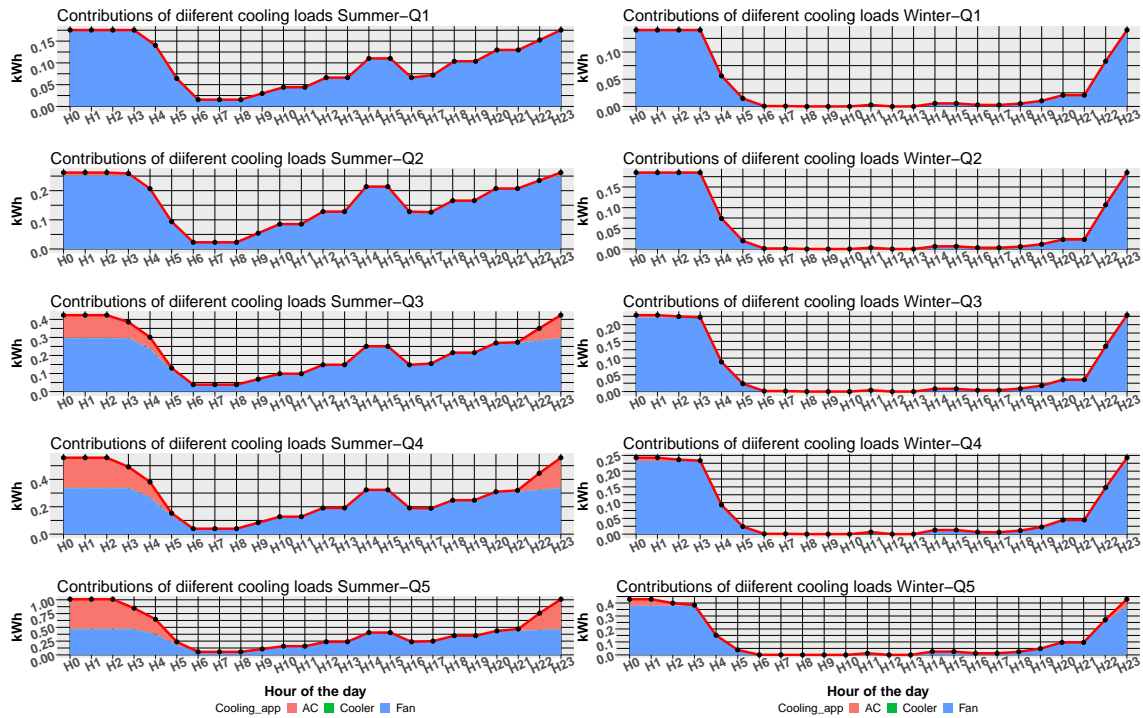 Contributions of diiferent cooling loads Summer−Q1
kWh
0.15
0.10
0.05
0.00
H0 H1 H2 H3 H4 H5 H6 H7 H8 H9 H10 H11 H12 H13 H14 H15 H16 H17 H18 H19 H20 H21 H22 H23
Contributions of diiferent cooling loads Winter−Q1
kWh
0.10
0.05
0.00
H0 H1 H2 H3 H4 H5 H6 H7 H8 H9 H10 H11 H12 H13 H14 H15 H16 H17 H18 H19 H20 H21 H22 H23
Contributions of diiferent cooling loads Summer−Q2
kWh
0.2
0.1
0.0
H0 H1 H2 H3 H4 H5 H6 H7 H8 H9 H10 H11 H12 H13 H14 H15 H16 H17 H18 H19 H20 H21 H22 H23
Contributions of diiferent cooling loads Winter−Q2
kWh
0.15
0.10
0.05
0.00
H0 H1 H2 H3 H4 H5 H6 H7 H8 H9 H10 H11 H12 H13 H14 H15 H16 H17 H18 H19 H20 H21 H22 H23
Contributions of diiferent cooling loads Summer−Q3
kWh
0.4
0.3
0.2
0.1
0.0
H0 H1 H2 H3 H4 H5 H6 H7 H8 H9 H10 H11 H12 H13 H14 H15 H16 H17 H18 H19 H20 H21 H22 H23
Contributions of diiferent cooling loads Winter−Q3
kWh
0.20
0.15
0.10
0.05
0.00
H0 H1 H2 H3 H4 H5 H6 H7 H8 H9 H10 H11 H12 H13 H14 H15 H16 H17 H18 H19 H20 H21 H22 H23
Contributions of diiferent cooling loads Summer−Q4
kWh
0.4
0.2
0.0
H0 H1 H2 H3 H4 H5 H6 H7 H8 H9 H10 H11 H12 H13 H14 H15 H16 H17 H18 H19 H20 H21 H22 H23
Contributions of diiferent cooling loads Winter−Q4
kWh
0.25
0.20
0.15
0.10
0.05
0.00
H0 H1 H2 H3 H4 H5 H6 H7 H8 H9 H10 H11 H12 H13 H14 H15 H16 H17 H18 H19 H20 H21 H22 H23
Contributions of diiferent cooling loads Summer−Q5
kWh
1.00
0.75
0.50
0.25
0.00
H0 H1 H2 H3 H4 H5 H6 H7 H8 H9 H10 H11 H12 H13 H14 H15 H16 H17 H18 H19 H20 H21 H22 H23
Hour of the day
Cooling_app AC Cooler Fan
Contributions of diiferent cooling loads Winter−Q5
kWh
0.4
0.3
0.2
0.1
0.0
H0 H1 H2 H3 H4 H5 H6 H7 H8 H9 H10 H11 H12 H13 H14 H15 H16 H17 H18 H19 H20 H21 H22 H23
Hour of the day
Cooling_app AC Cooler Fan